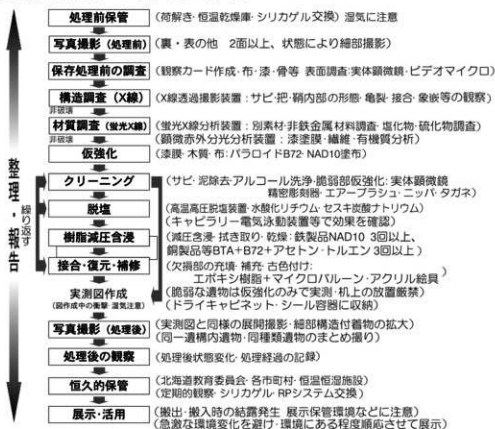 処理前保管 (荷解き・恒温乾燥庫・シリカゲル交換) 湿気に注意
写真撮影(処理前) (裏・表の他 2面以上、状態により細部撮影)
保存処理前の調査 (観察カード作成・布・漆・骨等 表面調査:実体顕微鏡・ビデオマイクロ)
構造調査(X線) (X線透過撮影装置:サビ・把・鞘内部の形態・亀裂・接合・象嵌等の観察)
非破壊
材質調査(蛍光X線) (蛍光X線分析装置:別素材・非鉄金属材料調査・塩化物・硫化物調査)
非破壊 (顕微赤外分光分析装置:漆膜・繊維・有機質分析)
仮強化 (漆膜・木質・布:パラロイドB72・NAD10塗布)
クリーニング (サビ・泥除去・アルコール洗浄・脆弱部仮強化:実体顕微鏡
精密彫刻器・エアーブラシュ・ニッパ・タガネ)
脱塩 (高温高圧脱塩装置・水酸化リチウム・セスキ炭酸ナトリウム)
(キャピラリー電気泳動装置等で効果を確認)
樹脂減圧含浸 (減圧含浸・拭き取り・乾燥:鉄製品NAD10 3回以上、
銅製品等BTA+B72+アセトン・トルエン 3回以上)
接合・復元・補修 (欠損部の充填・補充・古色付け:
エポキシ樹脂+マイクロバルーン・アクリル絵具)
実測図作成 (脆弱な遺物は仮強化のみで実測・机上の放置厳禁)
(図作成中の衝撃・湿気注意) (ドライキャビネット・シール容器に収納)
写真撮影(処理後) (実測図と同様の展開撮影・細部構造付着物の拡大)
(同一遺構内遺物・同種類遺物のまとめ撮り)
処理後の観察 (処理後状態変化・処理経過の記録)
恒久的保管 (北海道教育委員会・各市町村・恒温恒湿施設)
(定期的観察・シリカゲル・RPシステム交換)
展示・活用 (搬出・搬入時の結露発生 展示保管環境などに注意)
(急激な環境変化を避け・環境にある程度順応させて展示)
整理・報告
繰り返す